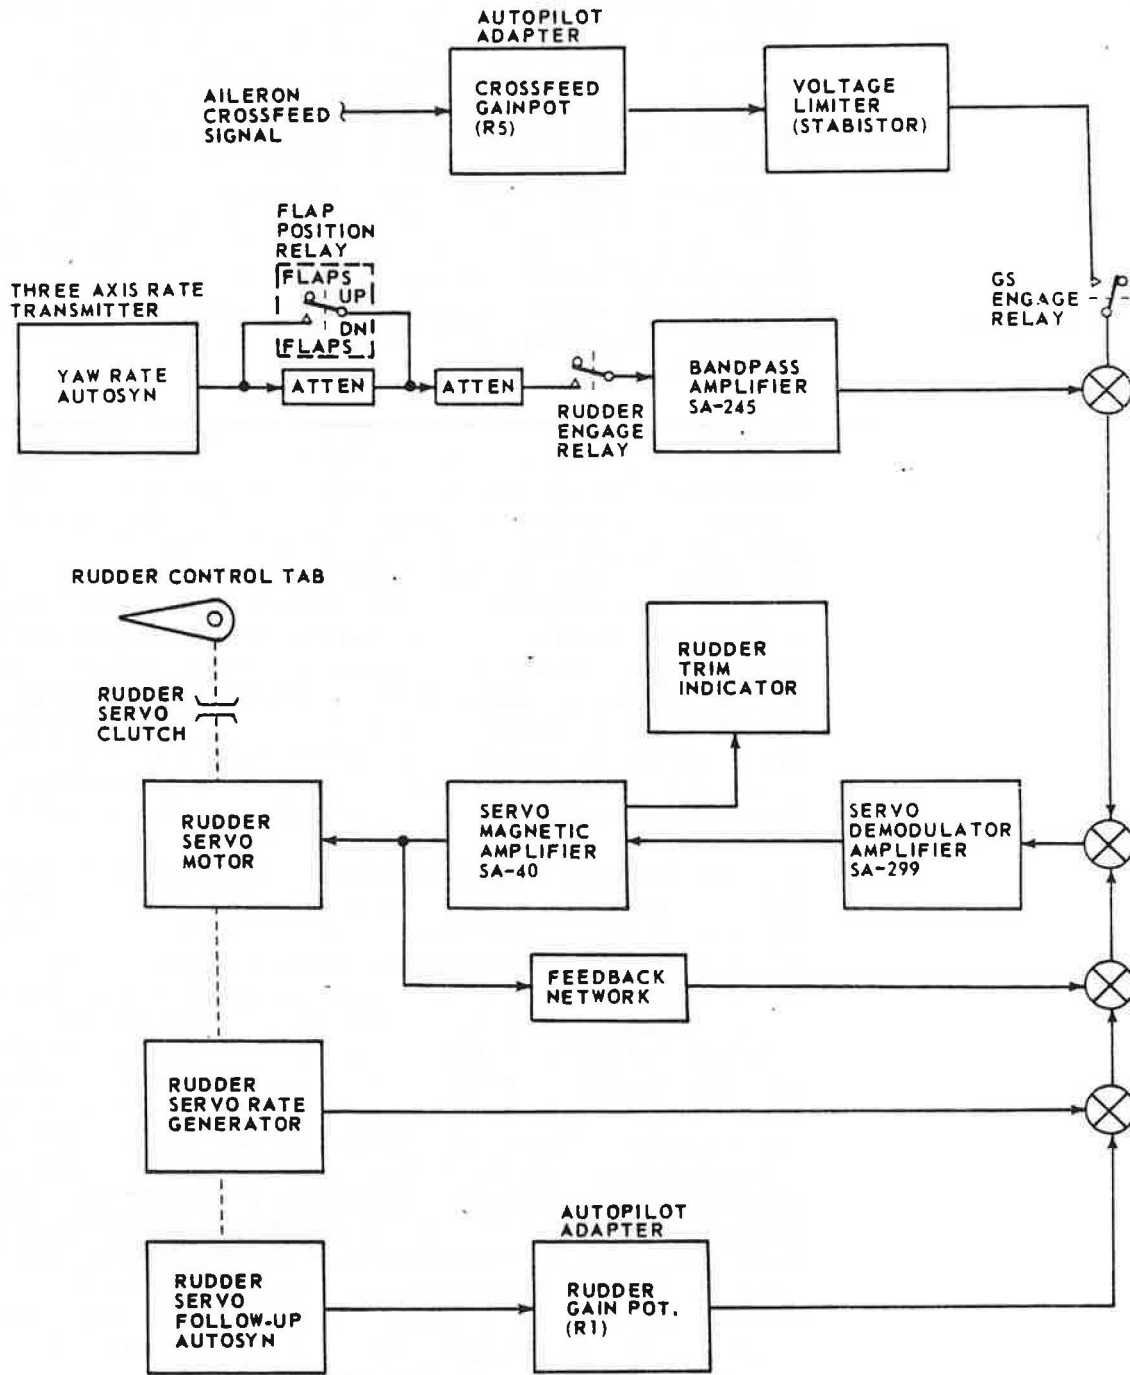 AUTOPILOT
ADAPTER
AILERON
CROSSFEED
SIGNAL
CROSSFEED
GAINPOT
(R5)
VOLTAGE
LIMITER
(STABISTOR)
FLAP
POSITION
RELAY
FLAPS
UP
DN
FLAPS
GS
ENGAGE
RELAY
THREE AXIS RATE
TRANSMITTER
YAW RATE
AUTOSYN
ATTEN
ATTEN
RUDDER
ENGAGE
RELAY
BANDPASS
AMPLIFIER
SA-245
RUDDER CONTROL TAB
RUDDER
SERVO
CLUTCH
RUDDER
TRIM
INDICATOR
RUDDER
SERVO
MOTOR
SERVO
MAGNETIC
AMPLIFIER
SA-40
SERVO
DEMODULATOR
AMPLIFIER
SA-299
FEEDBACK
NETWORK
RUDDER
SERVO RATE
GENERATOR
AUTOPILOT
ADAPTER
RUDDER
SERVO
FOLLOW-UP
AUTOSYN
RUDDER
GAIN POT.
(R1)